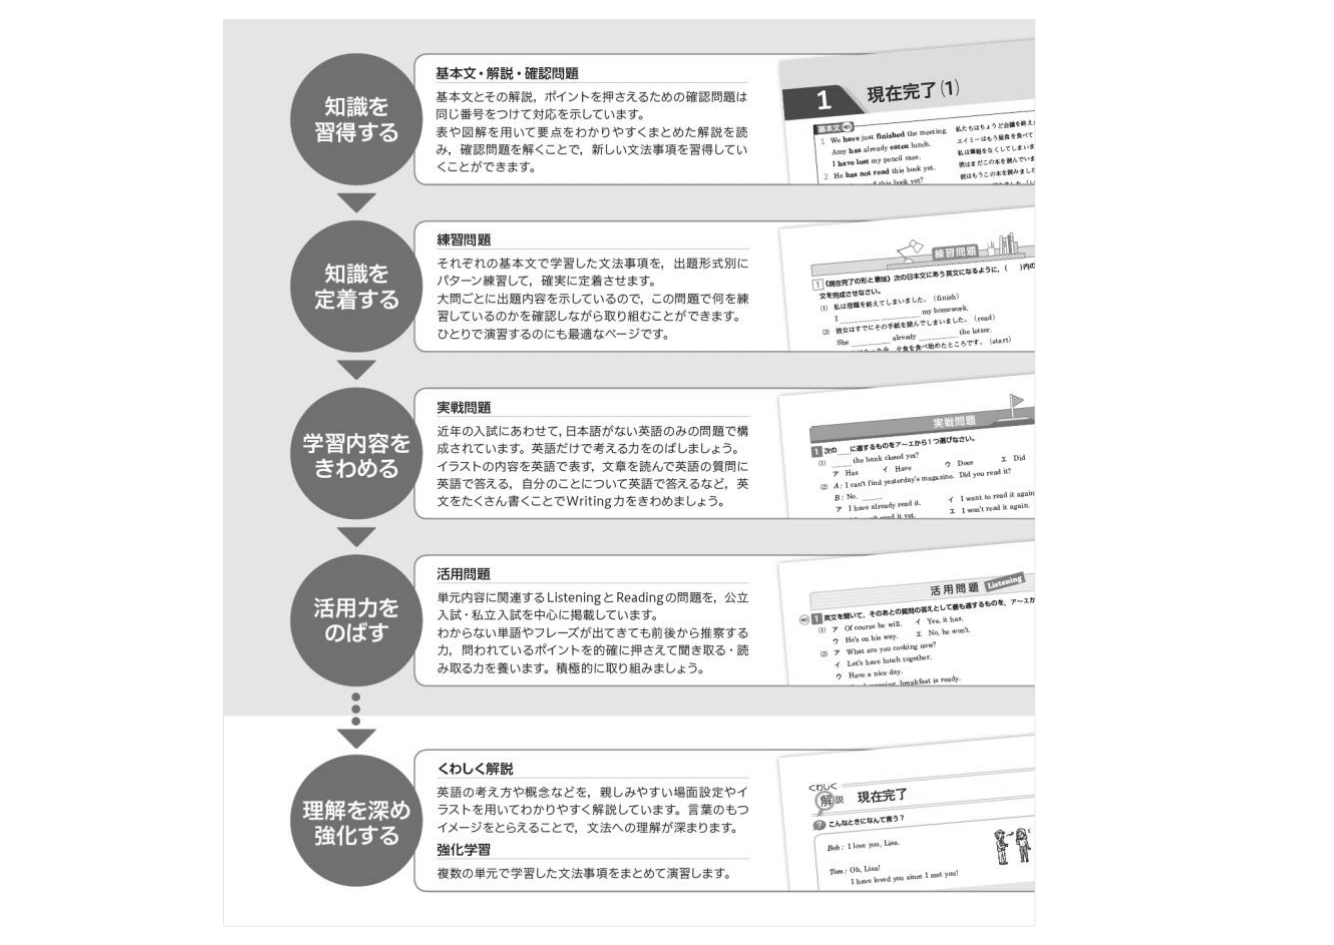 知識を
習得する
基本文・解説・確認問題
基本文とその解説，ポイントを押さえるための確認問題は
同じ番号をつけて対応を示しています。
表や図解を用いて要点をわかりやすくまとめた解説を読
み，確認問題を解くことで，新しい文法事項を習得してい
くことができます。
1 現在完了(1)
基本文
1 We have just finished the meeting. 私たちはちょうど会議を終え
Amy has already eaten lunch. エイミーはもう昼食を食べて
I have lost my pencil case. 私は筆箱をなくしてしまいま
2 He has not read this book yet. 彼はまだこの本を読んでいま
this book yet? 彼はもうこの本を読みました
知識を
定着する
練習問題
それぞれの基本文で学習した文法事項を，出題形式別に
パターン練習して，確実に定着させます。
大問ごとに出題内容を示しているので，この問題で何を練
習しているのかを確認しながら取り組むことができます。
ひとりで演習するのにも最適なページです。
練習問題
1 《現在完了の形と意味》次の日本文にあう英文になるように，( )内の
文を完成させなさい。
(1) 私は宿題を終えてしまいました。(finish)
I ________ ________ my homework.
(2) 彼女はすでにその手紙を読んでしまいました。(read)
She ________ already ________ the letter.
た今，夕食を食べ始めたところです。(start)
学習内容を
きわめる
実戦問題
近年の入試にあわせて，日本語がない英語のみの問題で構
成されています。英語だけで考える力をのばしましょう。
イラストの内容を英語で表す，文章を読んで英語の質問に
英語で答える，自分のことについて英語で答えるなど，英
文をたくさん書くことでWriting力をきわめましょう。
実戦問題
1 次の___に適するものをア～エから1つ選びなさい。
(1) ____ the bank closed yet?
ア Has イ Have ウ Does エ Did
(2) A: I can't find yesterday's magazine. Did you read it?
B: No. ____
ア I have already read it. イ I want to read it again
read it yet. エ I won't read it again.
活用力を
のばす
活用問題
単元内容に関連するListeningとReadingの問題を，公立
入試・私立入試を中心に掲載しています。
わからない単語やフレーズが出てきても前後から推察する
力，問われているポイントを的確に押さえて聞き取る・読
み取る力を養います。積極的に取り組みましょう。
活用問題 Listening
1 英文を聞いて，そのあとの質問の答えとして最も適するものを，ア～エか
(1) ア Of course he will. イ Yes, it has.
ウ He's on his way. エ No, he won't.
(2) ア What are you cooking now?
イ Let's have lunch together.
ウ Have a nice day.
breakfast is ready.
理解を深め
強化する
くわしく解説
英語の考え方や概念などを，親しみやすい場面設定やイ
ラストを用いてわかりやすく解説しています。言葉のもつ
イメージをとらえることで，文法への理解が深まります。
強化学習
複数の単元で学習した文法事項をまとめて演習します。
くわしく
解説 現在完了
? こんなときになんて言う？
Bob: I love you, Lisa.
Tom: Oh, Lisa!
I have loved you since I met you!